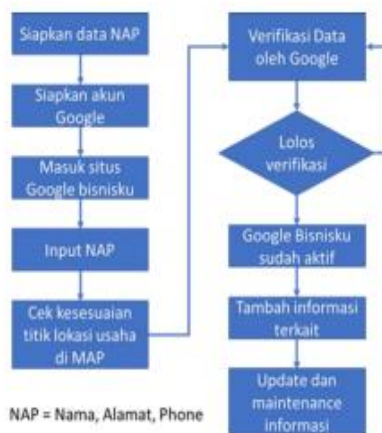 Siapkan data NAP
Siapkan akun
Google
Masuk situs
Google bisnisku
Input NAP
Cek kesesuaian
titik lokasi usaha
di MAP
NAP = Nama, Alamat, Phone
Verifikasi Data
oleh Google
Lolos
verifikasi
Google Bisnisku
sudah aktif
Tambah informasi
terkait
Update dan
maintenance
informasi